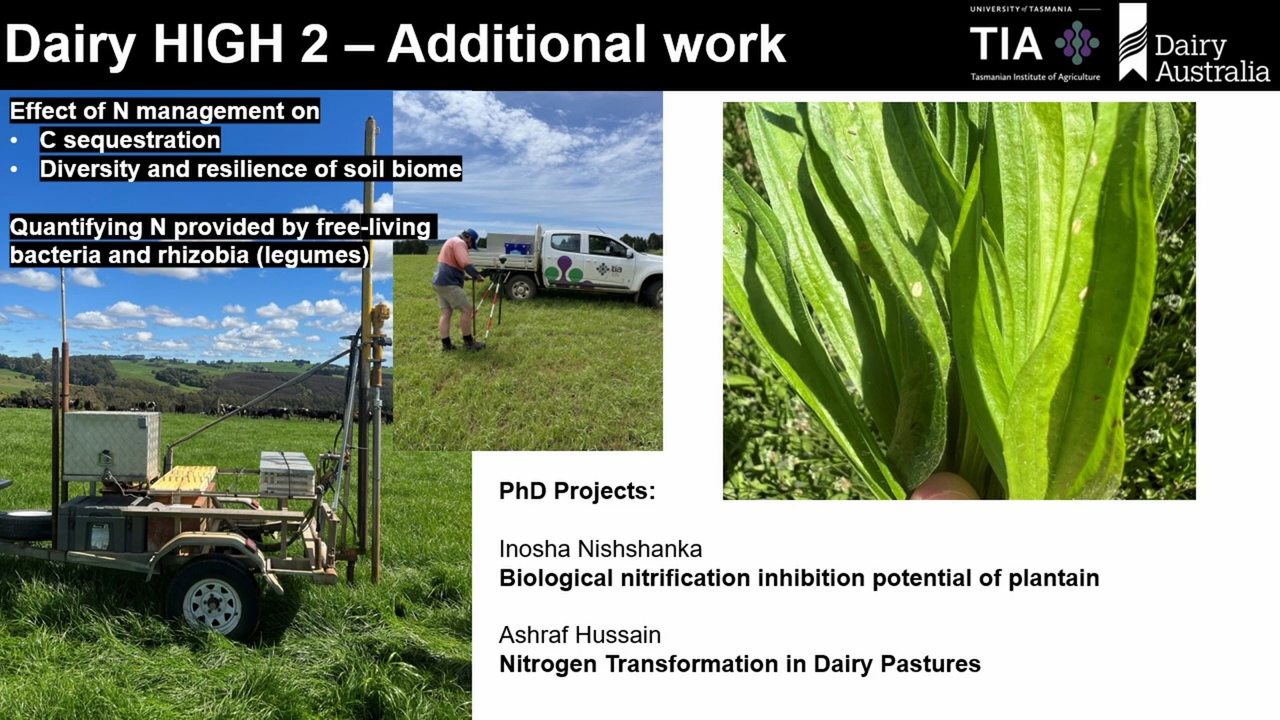 Dairy HIGH 2 – Additional work
UNIVERSITY of TASMANIA
TIA
Tasmanian Institute of Agriculture
Dairy
Australia
Effect of N management on
• C sequestration
• Diversity and resilience of soil biome
Quantifying N provided by free-living
bacteria and rhizobia (legumes)
tia
PhD Projects:
Inosha Nishshanka
Biological nitrification inhibition potential of plantain
Ashraf Hussain
Nitrogen Transformation in Dairy Pastures